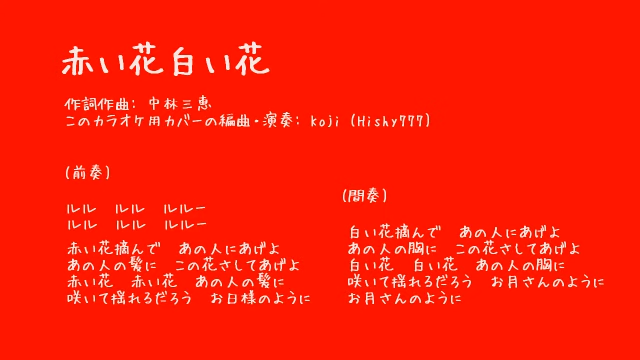 赤い花白い花
作詞作曲: 中林三恵
このカラオケ用カバーの編曲・演奏: Koji (Hishy777)
(前奏)
ルル　ルル　ルルー
ルル　ルル　ルルー
赤い花摘んで　あの人にあげよ
あの人の髪に　この花さしてあげよ
赤い花　赤い花　あの人の髪に
咲いて揺れるだろう　お日様のように
(間奏)
白い花摘んで　あの人にあげよ
あの人の胸に　この花さしてあげよ
白い花　白い花　あの人の胸に
咲いて揺れるだろう　お月さんのように
お月さんのように